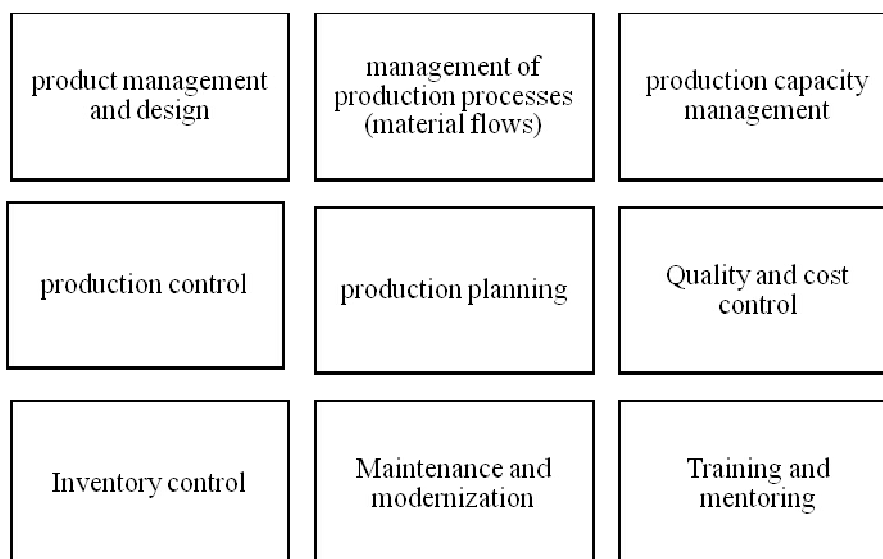 product management
and design
management of
production processes
(material flows)
production capacity
management
production control
production planning
Quality and cost
control
Inventory control
Maintenance and
modernization
Training and
mentoring